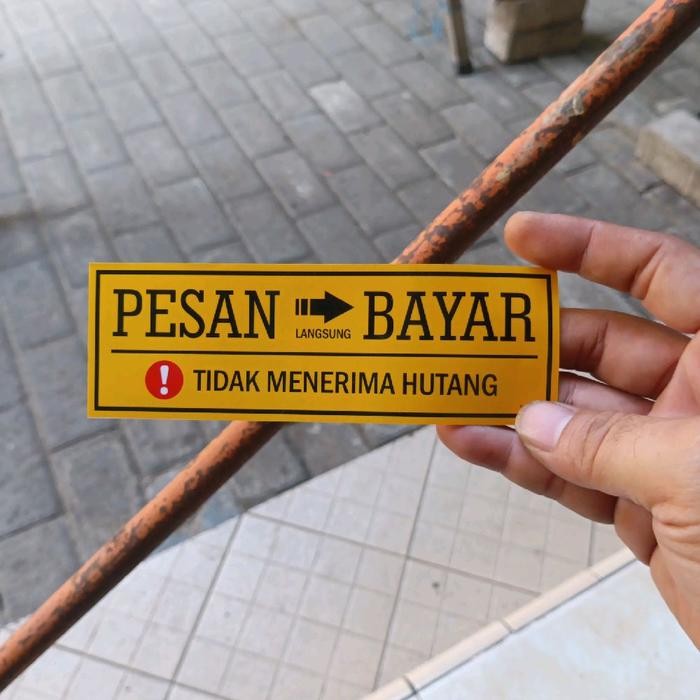 PESAN LANGSUNG BAYAR
! TIDAK MENERIMA HUTANG